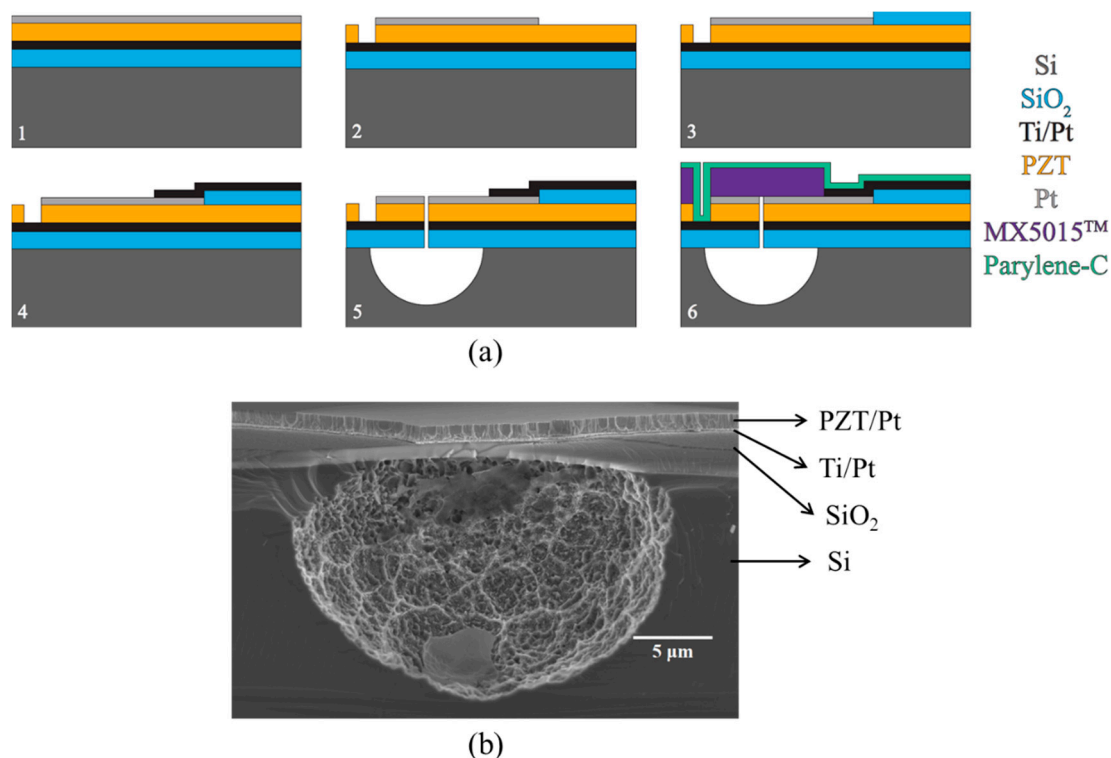 1
2
3
Si
SiO2
Ti/Pt
PZT
Pt
MX5015™
Parylene-C
4
5
6
(a)
PZT/Pt
Ti/Pt
SiO2
Si
5 µm
(b)